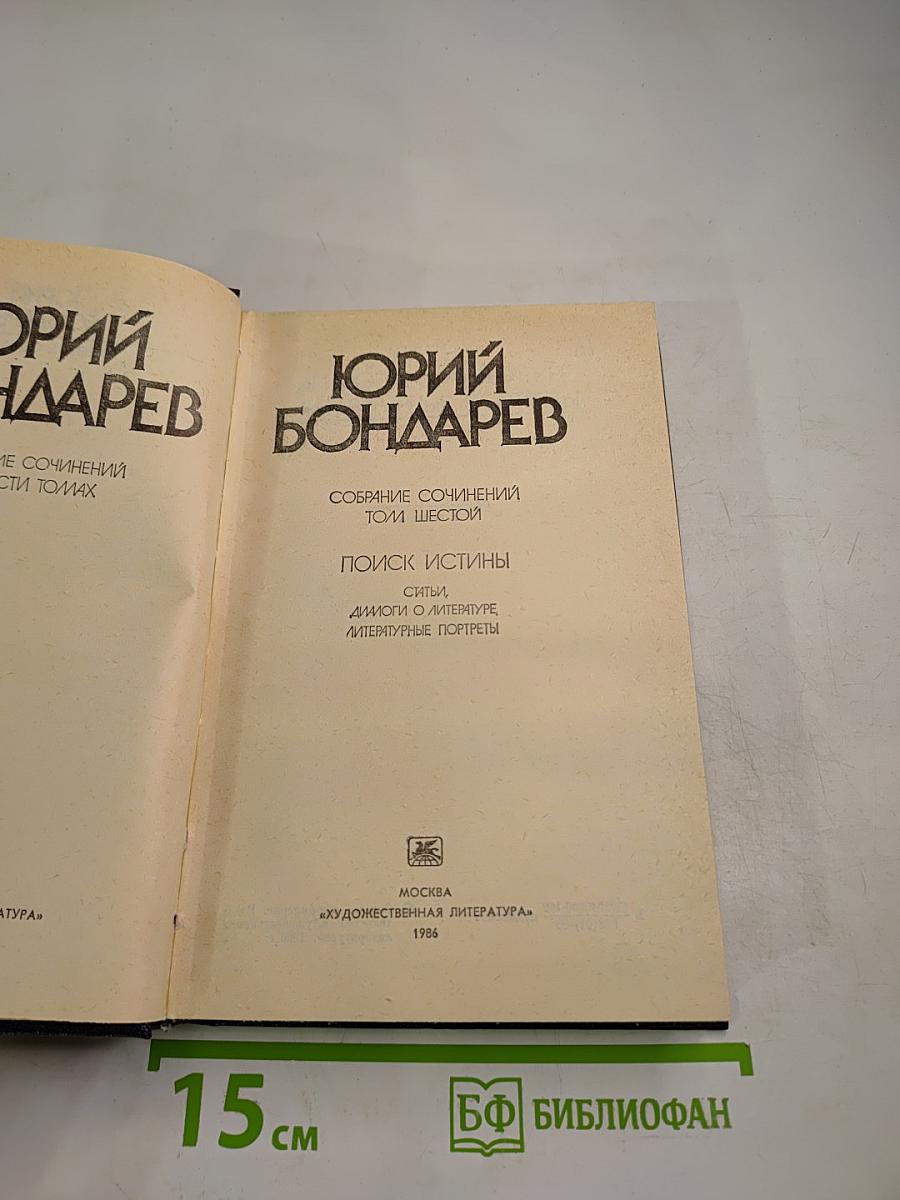 ОРИЙ
НДАРЕВ
ИЕ СОЧИНЕНИЙ
СТИ ТОМАХ
АТУРА»
ЮРИЙ
БОНДАРЕВ
СОБРАНИЕ СОЧИНЕНИЙ
ТОМ ШЕСТОЙ
ПОИСК ИСТИНЫ
СТАТЬИ,
ДИАЛОГИ О ЛИТЕРАТУРЕ,
ЛИТЕРАТУРНЫЕ ПОРТРЕТЫ
МОСКВА
«ХУДОЖЕСТВЕННАЯ ЛИТЕРАТУРА»
1986
15 см
БФ БИБЛИОФАН